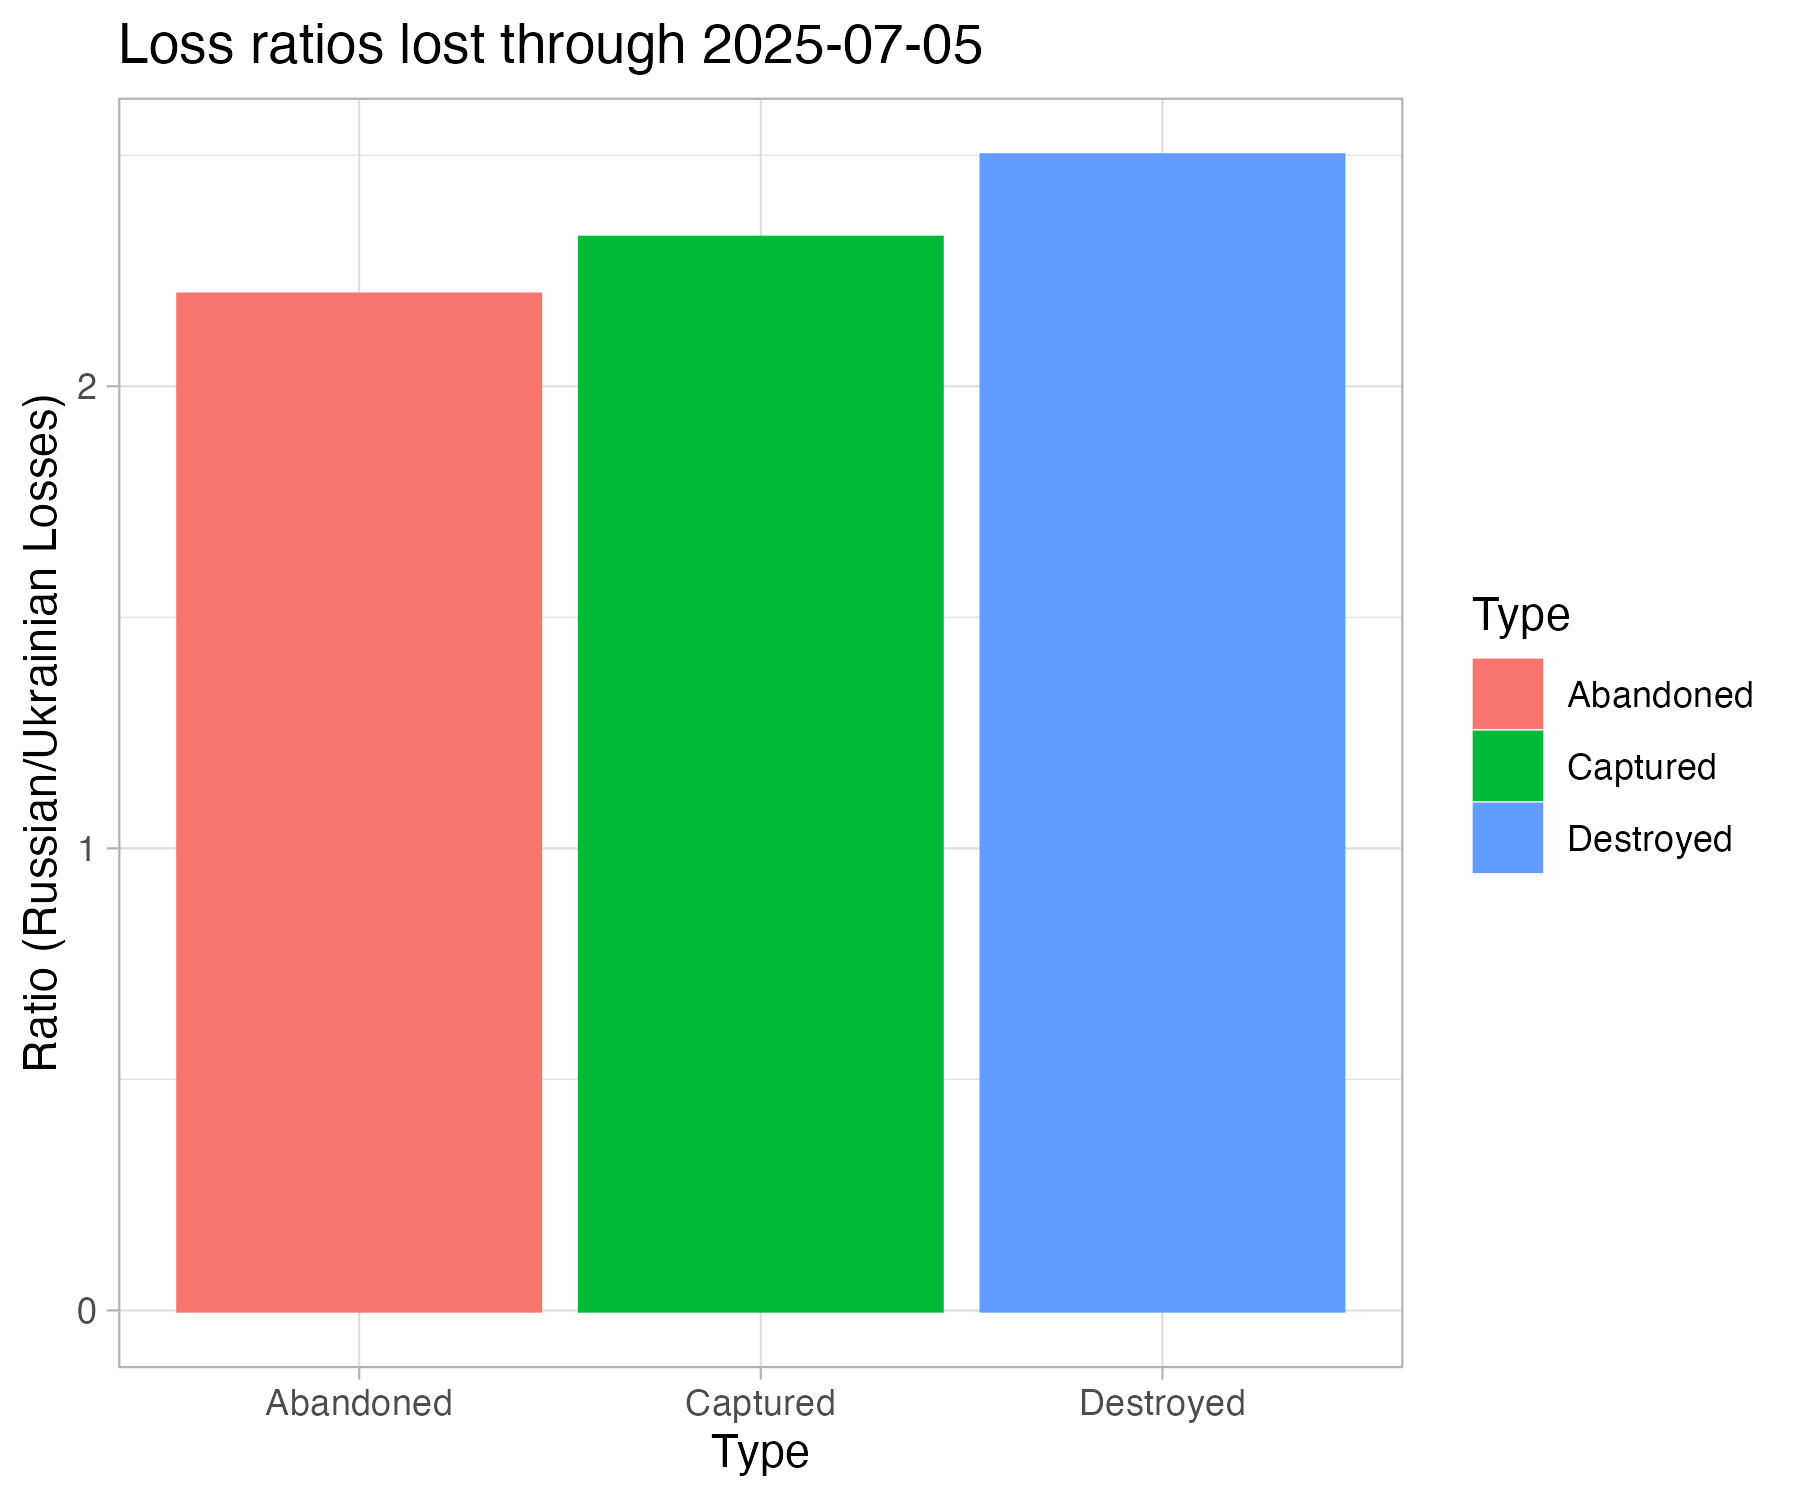 Loss ratios lost through 2025-07-05
Ratio (Russian/Ukrainian Losses)
2
1
0
Abandoned
Captured
Destroyed
Type
Type
Abandoned
Captured
Destroyed